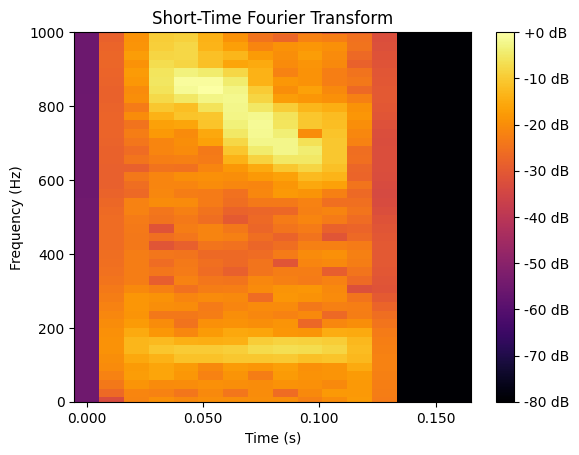 Short-Time Fourier Transform
1000
800
600
400
200
0
Frequency (Hz)
0.000
0.050
0.100
0.150
Time (s)
+0 dB
-10 dB
-20 dB
-30 dB
-40 dB
-50 dB
-60 dB
-70 dB
-80 dB